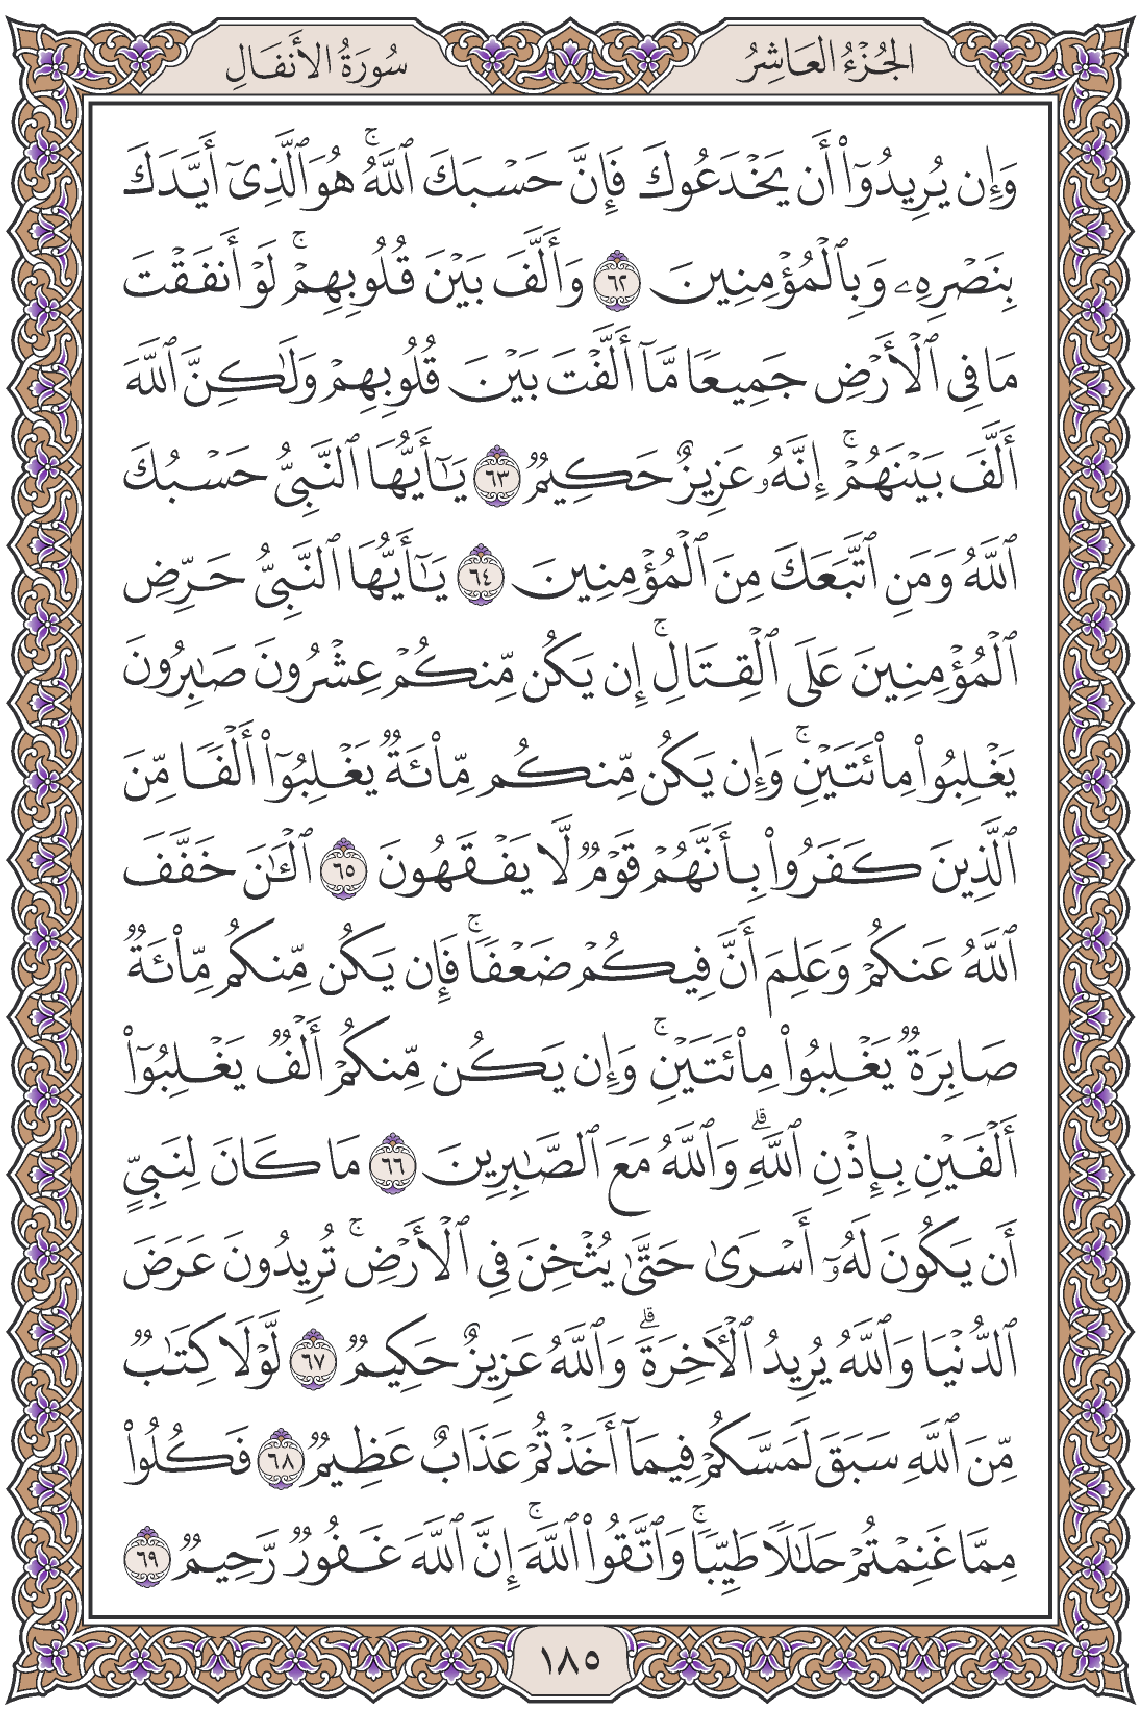 الجُزْءُ العَاشِرُ
سُورَةُ الأَنفَالِ
وَإِن يُرِيدُوٓا۟ أَن يَخْدَعُوكَ فَإِنَّ حَسْبَكَ ٱللَّهُ ۚ هُوَ ٱلَّذِىٓ أَيَّدَكَ
بِنَصْرِهِۦ وَبِٱلْمُؤْمِنِينَ ٦٢ وَأَلَّفَ بَيْنَ قُلُوبِهِمْ ۚ لَوْ أَنفَقْتَ
مَا فِى ٱلْأَرْضِ جَمِيعًا مَّآ أَلَّفْتَ بَيْنَ قُلُوبِهِمْ وَلَـٰكِنَّ ٱللَّهَ
أَلَّفَ بَيْنَهُمْ ۚ إِنَّهُۥ عَزِيزٌ حَكِيمٌ ٦٣ يَـٰٓأَيُّهَا ٱلنَّبِىُّ حَسْبُكَ
ٱللَّهُ وَمَنِ ٱتَّبَعَكَ مِنَ ٱلْمُؤْمِنِينَ ٦٤ يَـٰٓأَيُّهَا ٱلنَّبِىُّ حَرِّضِ
ٱلْمُؤْمِنِينَ عَلَى ٱلْقِتَالِ ۚ إِن يَكُن مِّنكُمْ عِشْرُونَ صَـٰبِرُونَ
يَغْلِبُوا۟ مِا۟ئَتَيْنِ ۚ وَإِن يَكُن مِّنكُم مِّا۟ئَةٌ يَغْلِبُوٓا۟ أَلْفًا مِّنَ
ٱلَّذِينَ كَفَرُوا۟ بِأَنَّهُمْ قَوْمٌ لَّا يَفْقَهُونَ ٦٥ ٱلْـَٔـٰنَ خَفَّفَ
ٱللَّهُ عَنكُمْ وَعَلِمَ أَنَّ فِيكُمْ ضَعْفًا ۚ فَإِن يَكُن مِّنكُم مِّا۟ئَةٌ
صَابِرَةٌ يَغْلِبُوا۟ مِا۟ئَتَيْنِ ۚ وَإِن يَكُن مِّنكُمْ أَلْفٌ يَغْلِبُوٓا۟
أَلْفَيْنِ بِإِذْنِ ٱللَّهِ ۗ وَٱللَّهُ مَعَ ٱلصَّـٰبِرِينَ ٦٦ مَا كَانَ لِنَبِىٍّ
أَن يَكُونَ لَهُۥٓ أَسْرَىٰ حَتَّىٰ يُثْخِنَ فِى ٱلْأَرْضِ ۚ تُرِيدُونَ عَرَضَ
ٱلدُّنْيَا وَٱللَّهُ يُرِيدُ ٱلْـَٔاخِرَةَ ۗ وَٱللَّهُ عَزِيزٌ حَكِيمٌ ٦٧ لَّوْلَا كِتَـٰبٌ
مِّنَ ٱللَّهِ سَبَقَ لَمَسَّكُمْ فِيمَآ أَخَذْتُمْ عَذَابٌ عَظِيمٌ ٦٨ فَكُلُوا۟
مِمَّا غَنِمْتُمْ حَلَـٰلًا طَيِّبًا ۚ وَٱتَّقُوا۟ ٱللَّهَ ۚ إِنَّ ٱللَّهَ غَفُورٌ رَّحِيمٌ ٦٩
١٨٥